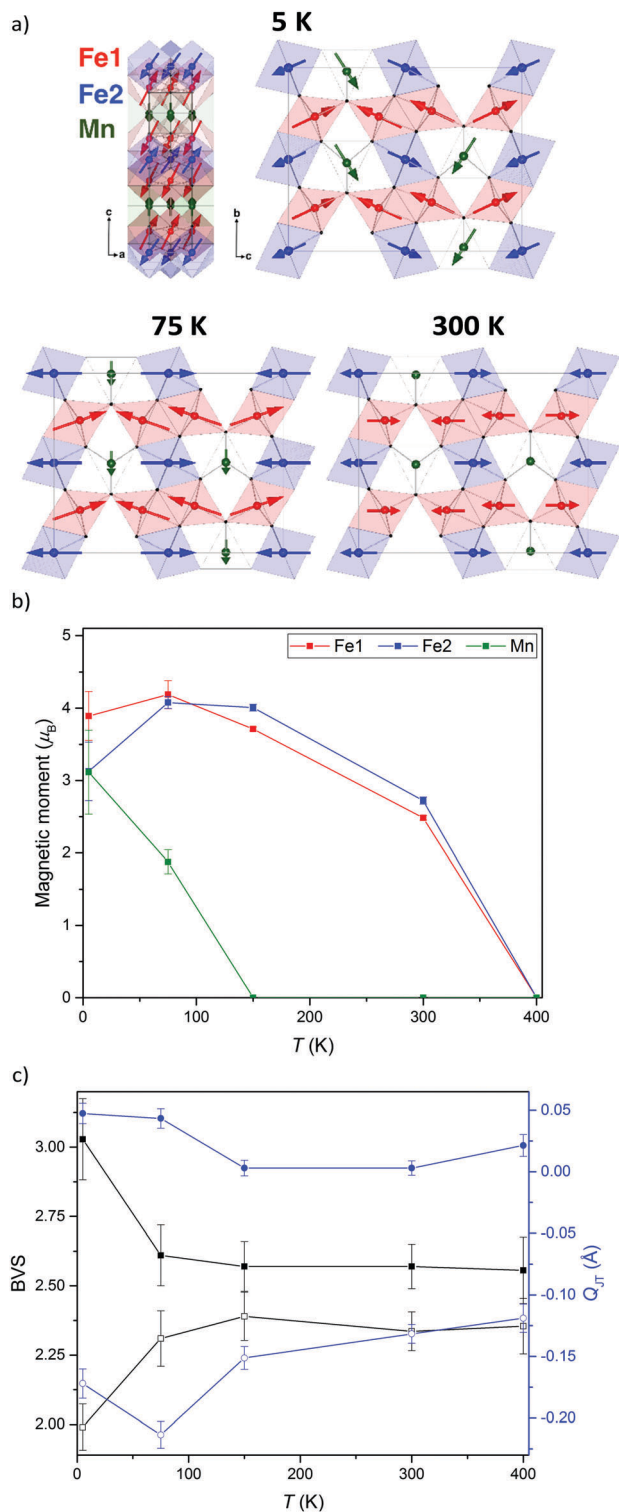 a)
5 K
Fe1
Fe2
Mn
c
a
b
c
75 K
300 K
b)
5
4
3
2
1
0
Magnetic moment (μB)
Fe1 Fe2 Mn
0 100 200 300 400
T (K)
c)
3.00
2.75
2.50
2.25
2.00
BVS
0.05
0.00
-0.05
-0.10
-0.15
-0.20
QJT (Å)
0 100 200 300 400
T (K)